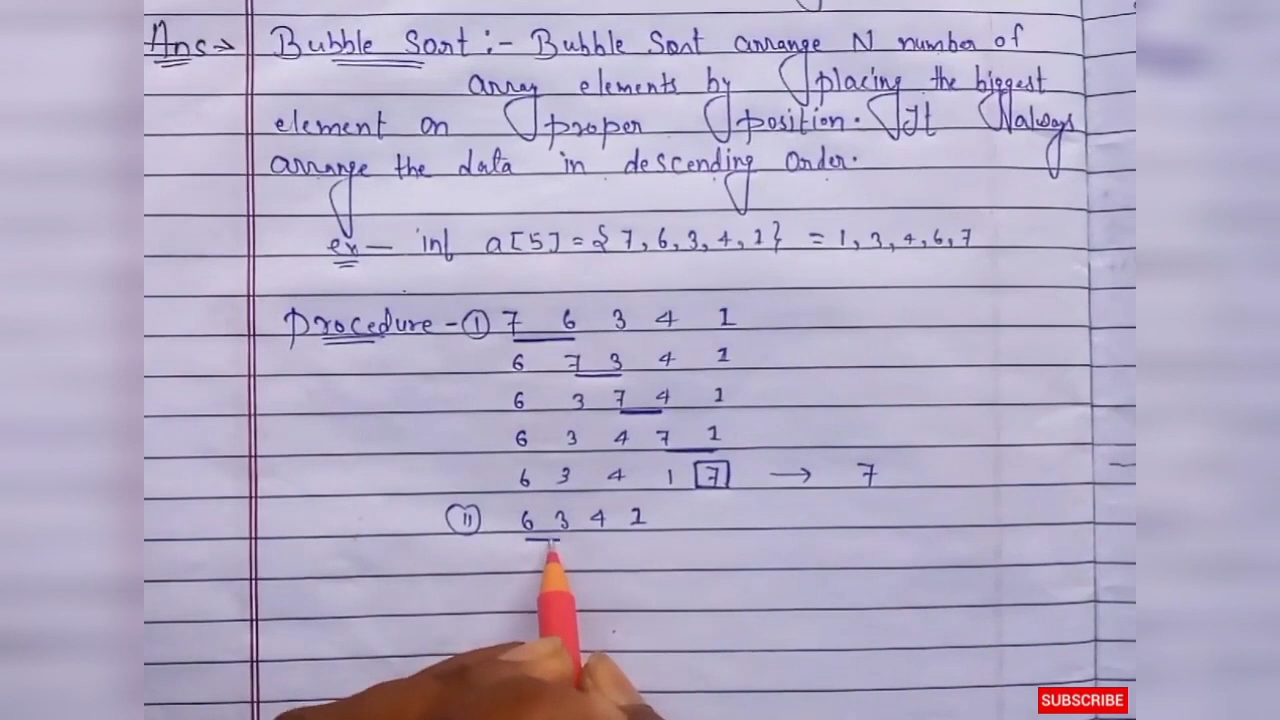 Ans→ Bubble Sort :- Bubble Sort arrange N number of
array elements by placing the biggest
element on proper position. It always
arrange the data in descending order.
ex — int a[5] = {7, 6, 3, 4, 1} = 1, 3, 4, 6, 7
Procedure - I 7 6 3 4 1
6 7 3 4 1
6 3 7 4 1
6 3 4 7 1
6 3 4 1 7 → 7
II 6 3 4 1
SUBSCRIBE